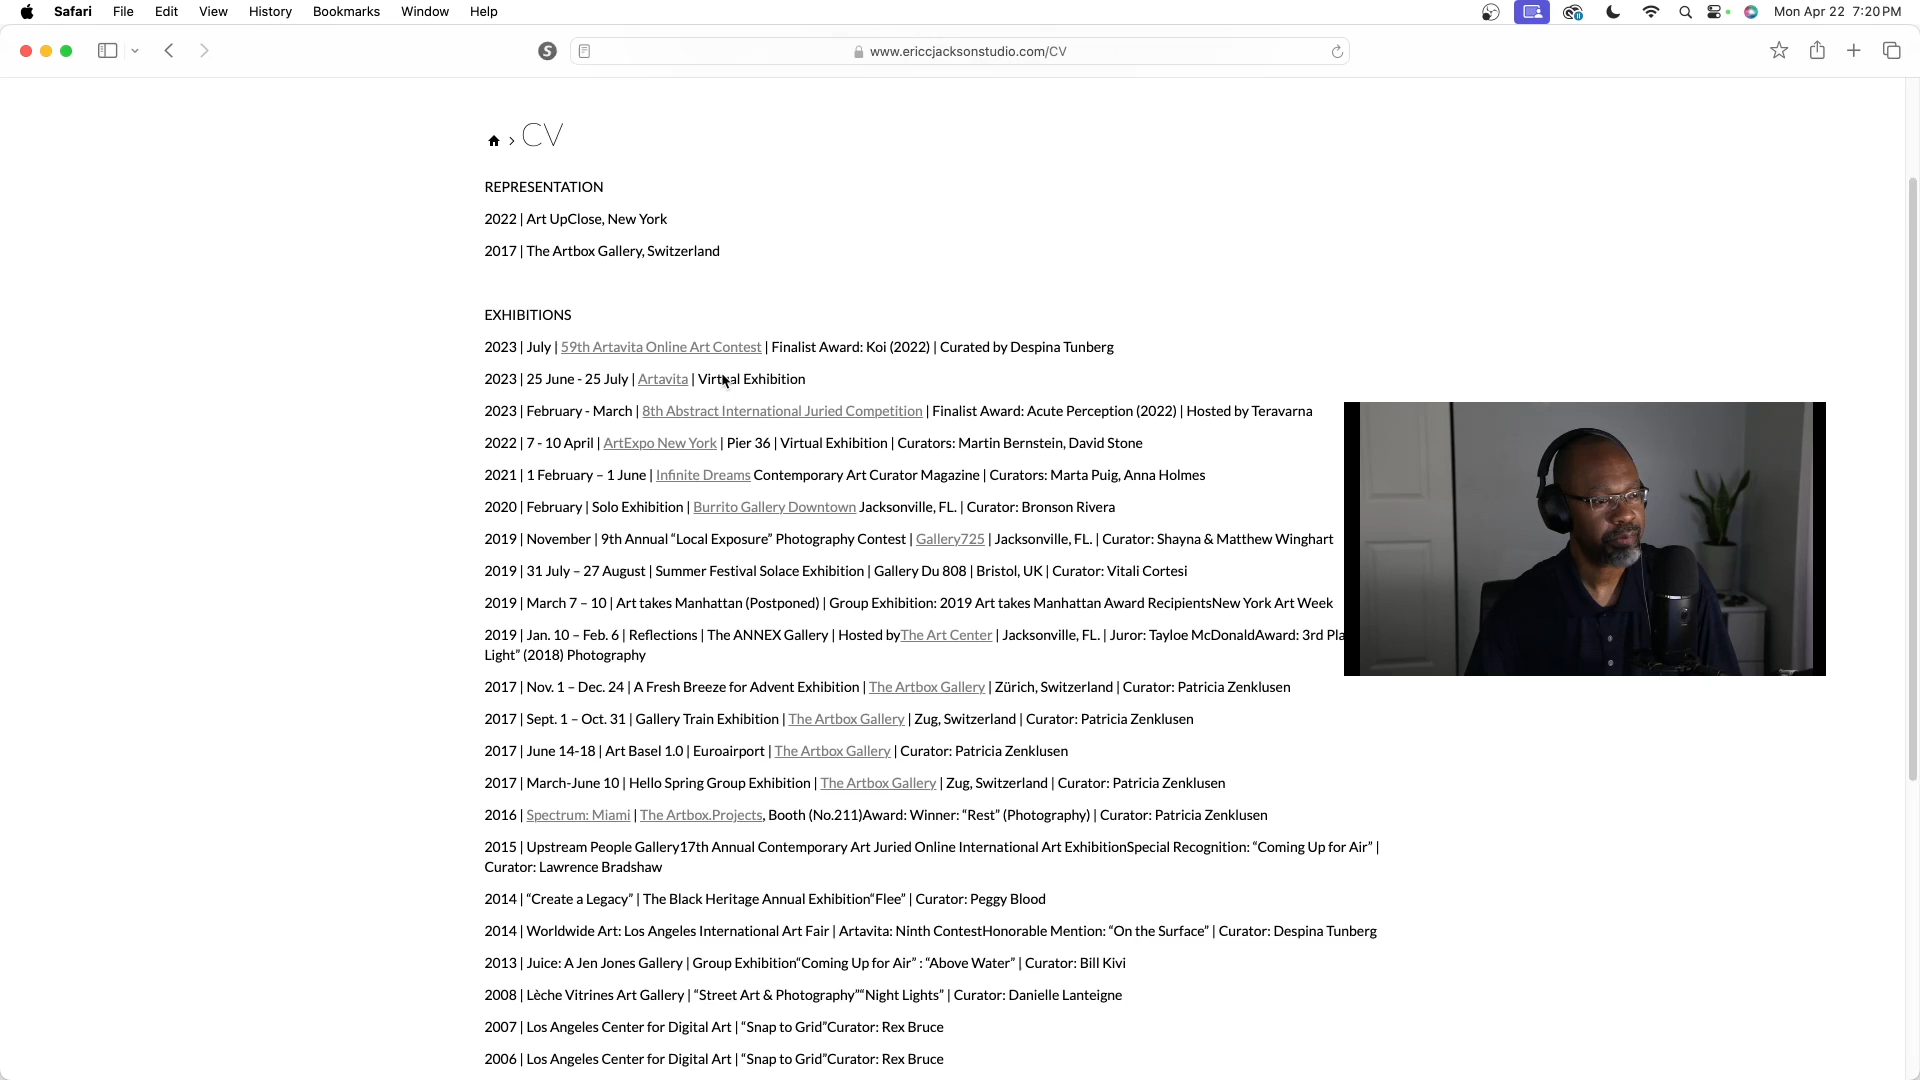 Safari File Edit View History Bookmarks Window Help Mon Apr 22 7:20 PM
www.ericcjacksonstudio.com/CV
> CV
REPRESENTATION
2022 | Art UpClose, New York
2017 | The Artbox Gallery, Switzerland
EXHIBITIONS
2023 | July | 59th Artavita Online Art Contest | Finalist Award: Koi (2022) | Curated by Despina Tunberg
2023 | 25 June - 25 July | Artavita | Virtual Exhibition
2023 | February - March | 8th Abstract International Juried Competition | Finalist Award: Acute Perception (2022) | Hosted by Teravarna
2022 | 7 - 10 April | ArtExpo New York | Pier 36 | Virtual Exhibition | Curators: Martin Bernstein, David Stone
2021 | 1 February – 1 June | Infinite Dreams Contemporary Art Curator Magazine | Curators: Marta Puig, Anna Holmes
2020 | February | Solo Exhibition | Burrito Gallery Downtown Jacksonville, FL. | Curator: Bronson Rivera
2019 | November | 9th Annual “Local Exposure” Photography Contest | Gallery725 | Jacksonville, FL. | Curator: Shayna & Matthew Winghart
2019 | 31 July – 27 August | Summer Festival Solace Exhibition | Gallery Du 808 | Bristol, UK | Curator: Vitali Cortesi
2019 | March 7 – 10 | Art takes Manhattan (Postponed) | Group Exhibition: 2019 Art takes Manhattan Award RecipientsNew York Art Week
2019 | Jan. 10 – Feb. 6 | Reflections | The ANNEX Gallery | Hosted byThe Art Center | Jacksonville, FL. | Juror: Tayloe McDonaldAward: 3rd Pla
Light” (2018) Photography
2017 | Nov. 1 – Dec. 24 | A Fresh Breeze for Advent Exhibition | The Artbox Gallery | Zürich, Switzerland | Curator: Patricia Zenklusen
2017 | Sept. 1 – Oct. 31 | Gallery Train Exhibition | The Artbox Gallery | Zug, Switzerland | Curator: Patricia Zenklusen
2017 | June 14-18 | Art Basel 1.0 | Euroairport | The Artbox Gallery | Curator: Patricia Zenklusen
2017 | March-June 10 | Hello Spring Group Exhibition | The Artbox Gallery | Zug, Switzerland | Curator: Patricia Zenklusen
2016 | Spectrum: Miami | The Artbox.Projects, Booth (No.211)Award: Winner: “Rest” (Photography) | Curator: Patricia Zenklusen
2015 | Upstream People Gallery17th Annual Contemporary Art Juried Online International Art ExhibitionSpecial Recognition: “Coming Up for Air” |
Curator: Lawrence Bradshaw
2014 | “Create a Legacy” | The Black Heritage Annual Exhibition“Flee” | Curator: Peggy Blood
2014 | Worldwide Art: Los Angeles International Art Fair | Artavita: Ninth ContestHonorable Mention: “On the Surface” | Curator: Despina Tunberg
2013 | Juice: A Jen Jones Gallery | Group Exhibition“Coming Up for Air” : “Above Water” | Curator: Bill Kivi
2008 | Lèche Vitrines Art Gallery | “Street Art & Photography”“Night Lights” | Curator: Danielle Lanteigne
2007 | Los Angeles Center for Digital Art | “Snap to Grid”Curator: Rex Bruce
2006 | Los Angeles Center for Digital Art | “Snap to Grid”Curator: Rex Bruce